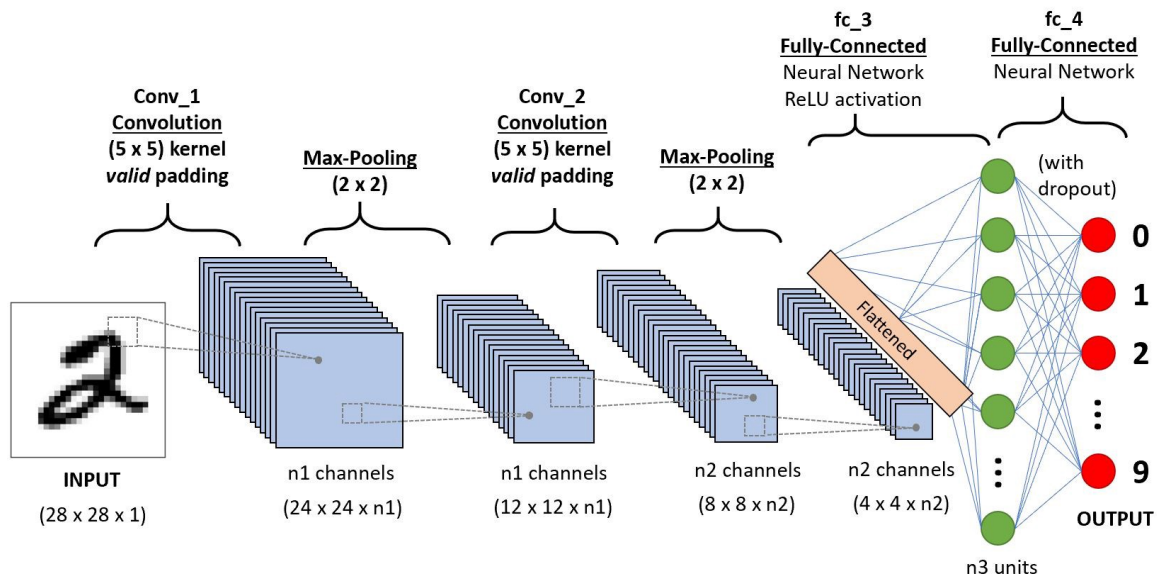 Conv_1
Convolution
(5 x 5) kernel
valid padding
Max-Pooling
(2 x 2)
Conv_2
Convolution
(5 x 5) kernel
valid padding
Max-Pooling
(2 x 2)
fc_3
Fully-Connected
Neural Network
ReLU activation
fc_4
Fully-Connected
Neural Network
(with
dropout)
INPUT
(28 x 28 x 1)
n1 channels
(24 x 24 x n1)
n1 channels
(12 x 12 x n1)
n2 channels
(8 x 8 x n2)
n2 channels
(4 x 4 x n2)
Flattened
n3 units
0
1
2
9
OUTPUT
2